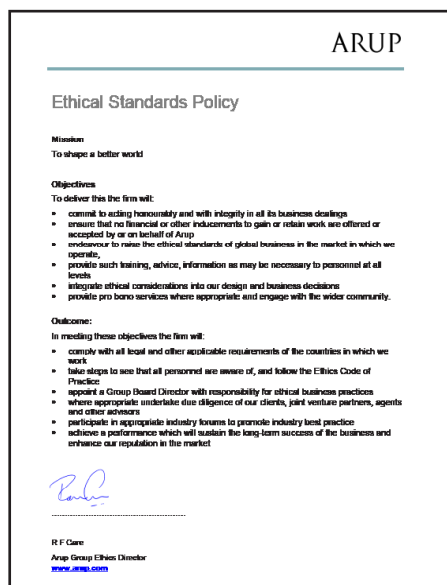 ARUP
Ethical Standards Policy
Mission
To shape a better world
Objectives
To deliver this the firm will:
• commit to acting honourably and with integrity in all its business dealings
• ensure that no financial or other inducements to gain or retain work are offered or
accepted by or on behalf of Arup
• endeavour to raise the ethical standards of global business in the market in which we
operate,
• provide such training, advice, information as may be necessary to personnel at all
levels
• integrate ethical considerations into our design and business decisions
• provide pro bono services where appropriate and engage with the wider community.
Outcome:
In meeting these objectives the firm will:
• comply with all legal and other applicable requirements of the countries in which we
work
• take steps to see that all personnel are aware of, and follow the Ethics Code of
Practice
• appoint a Group Board Director with responsibility for ethical business practices
• where appropriate undertake due diligence of our clients, joint venture partners, agents
and other advisors
• participate in appropriate industry forums to promote industry best practice
• achieve a performance which will sustain the long-term success of the business and
enhance our reputation in the market
R F Care
Arup Group Ethics Director
www.arup.com